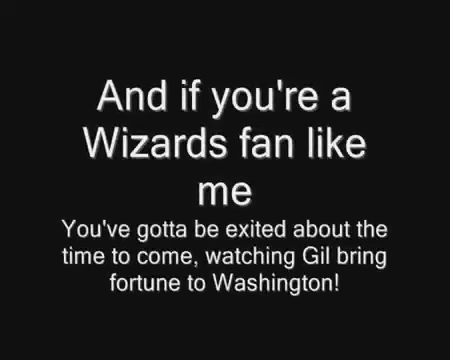 And if you're a
Wizards fan like
me
You've gotta be exited about the
time to come, watching Gil bring
fortune to Washington!